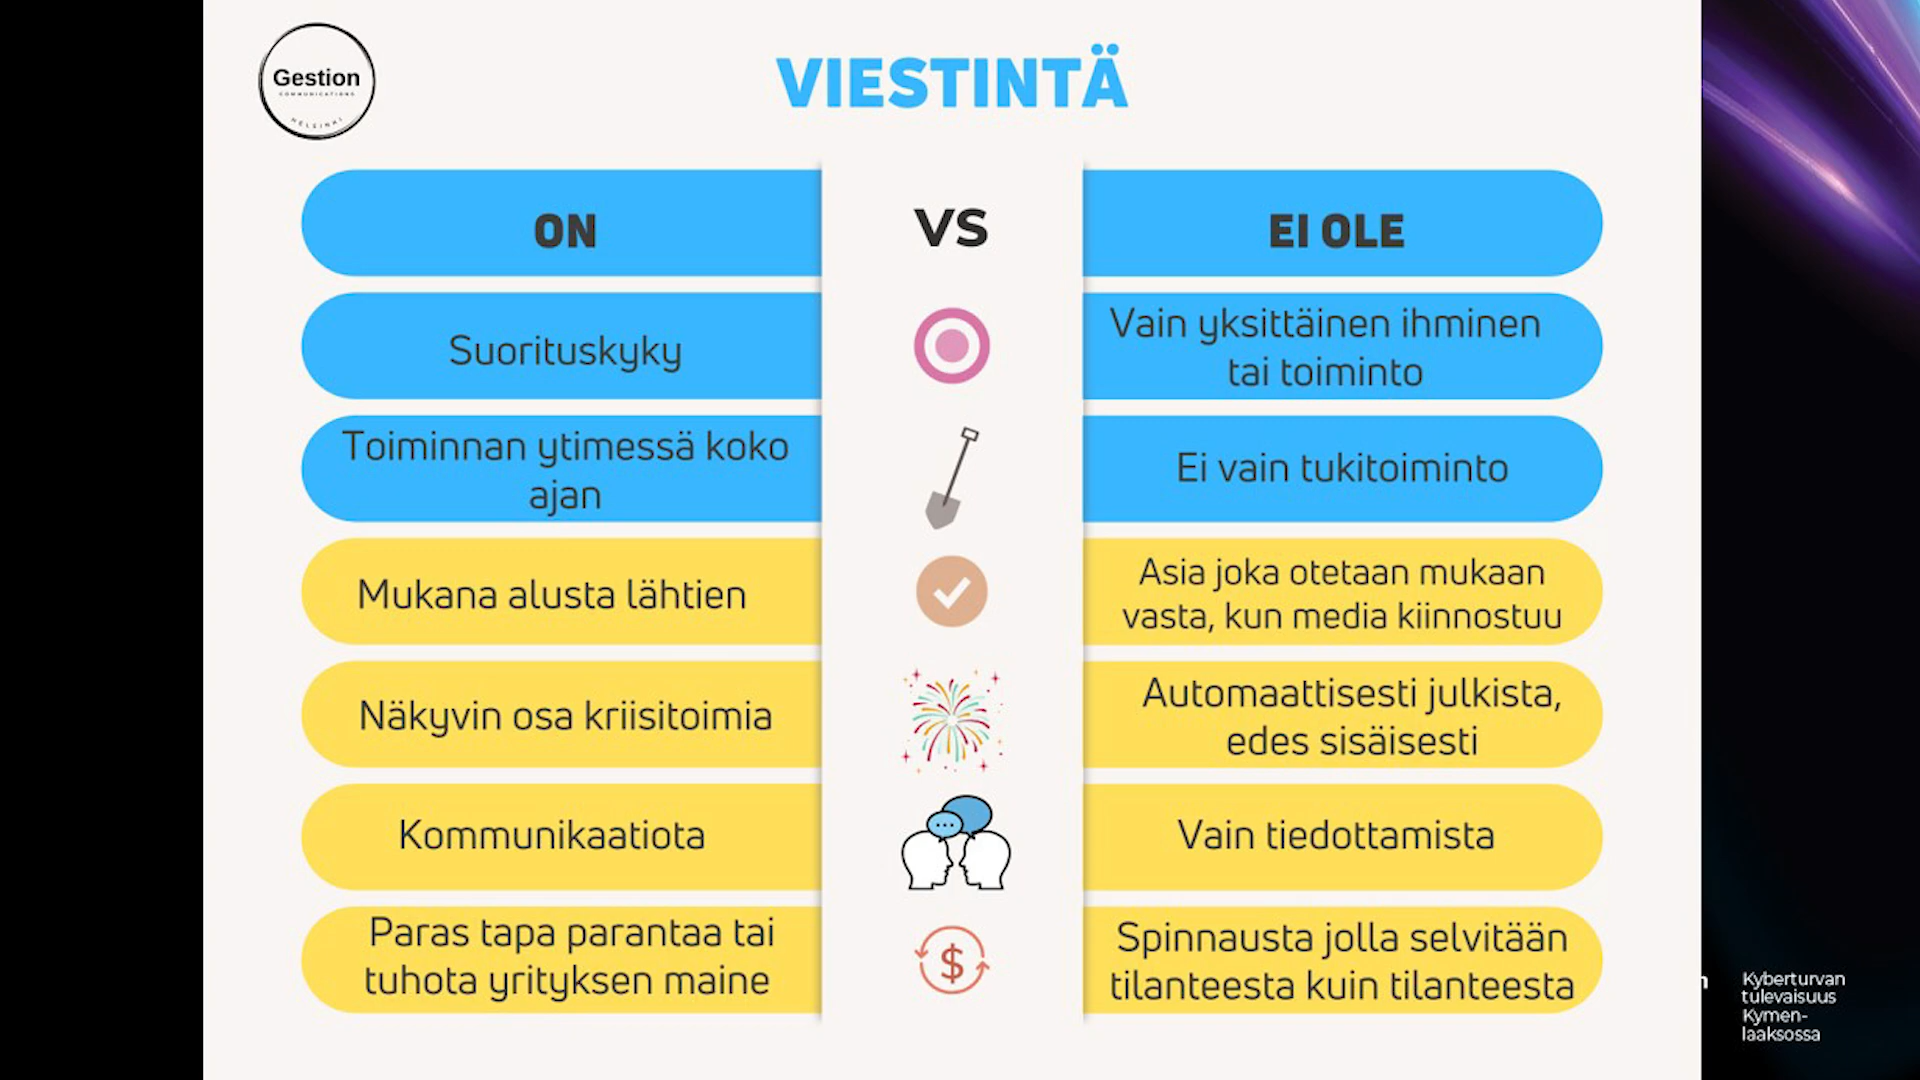 Gestion
COMMUNICATIONS
HELSINKI
VIESTINTÄ
ON
VS
EI OLE
Suorituskyky
Vain yksittäinen ihminen
tai toiminto
Toiminnan ytimessä koko
ajan
Ei vain tukitoiminto
Mukana alusta lähtien
Asia joka otetaan mukaan
vasta, kun media kiinnostuu
Näkyvin osa kriisitoimia
Automaattisesti julkista,
edes sisäisesti
Kommunikaatiota
Vain tiedottamista
Paras tapa parantaa tai
tuhota yrityksen maine
$
Spinnausta jolla selvitään
tilanteesta kuin tilanteesta
Kyberturvan
tulevaisuus
Kymen-
laaksossa